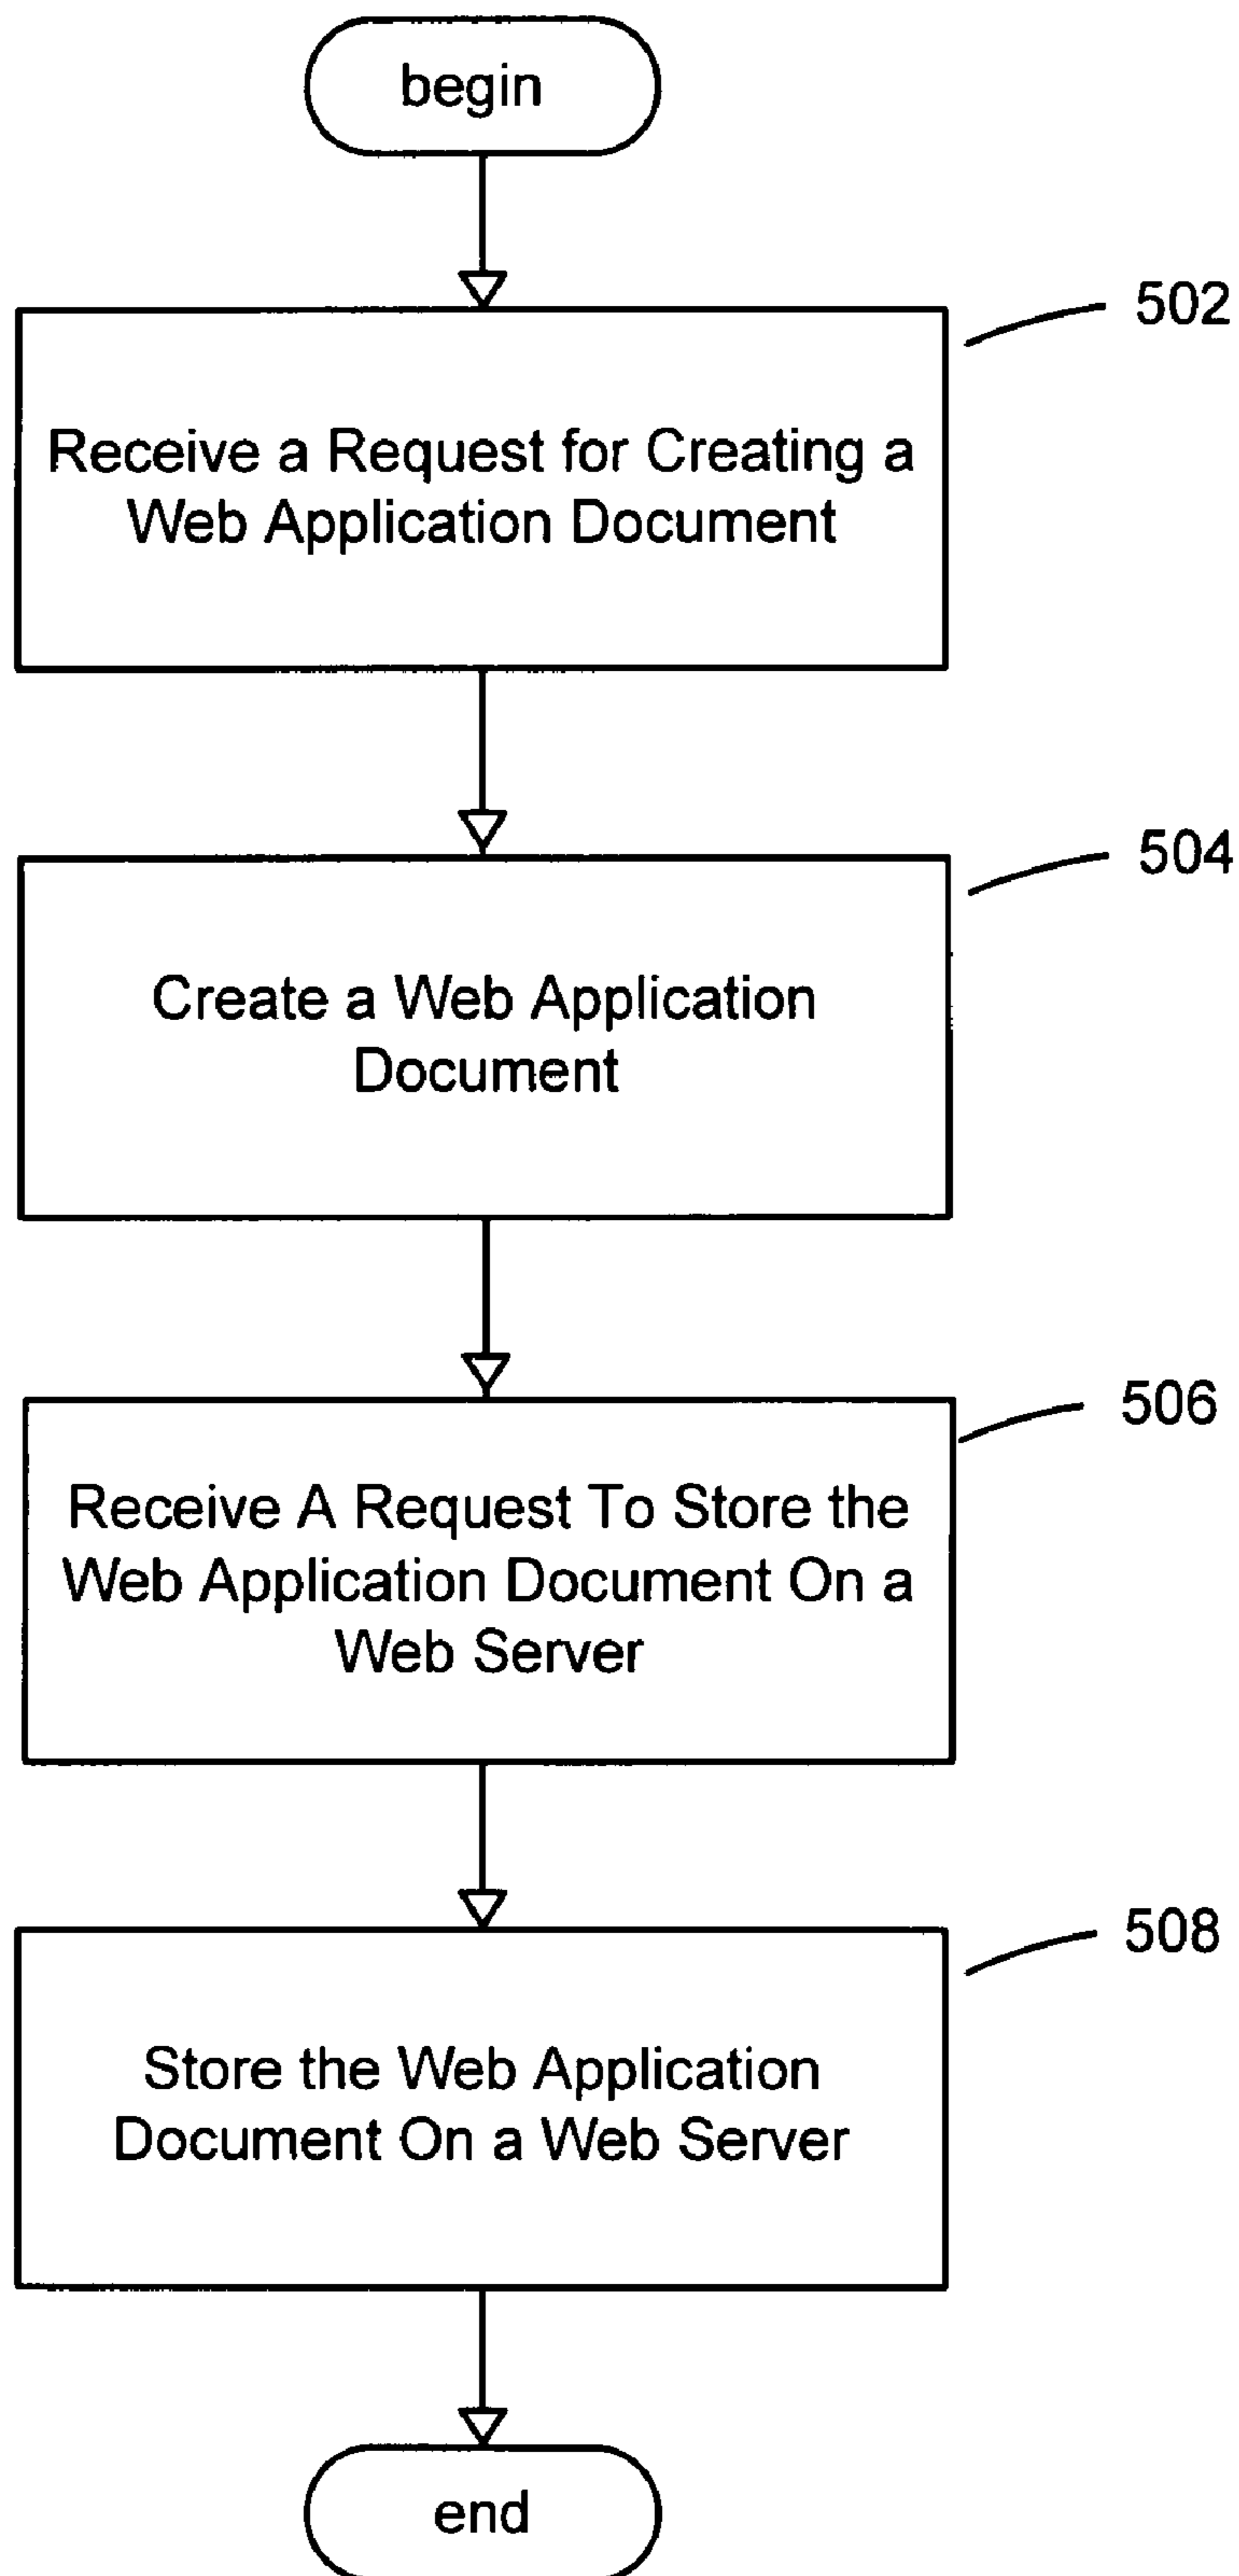 begin
502
Receive a Request for Creating a
Web Application Document
504
Create a Web Application
Document
506
Receive A Request To Store the
Web Application Document On a
Web Server
508
Store the Web Application
Document On a Web Server
end